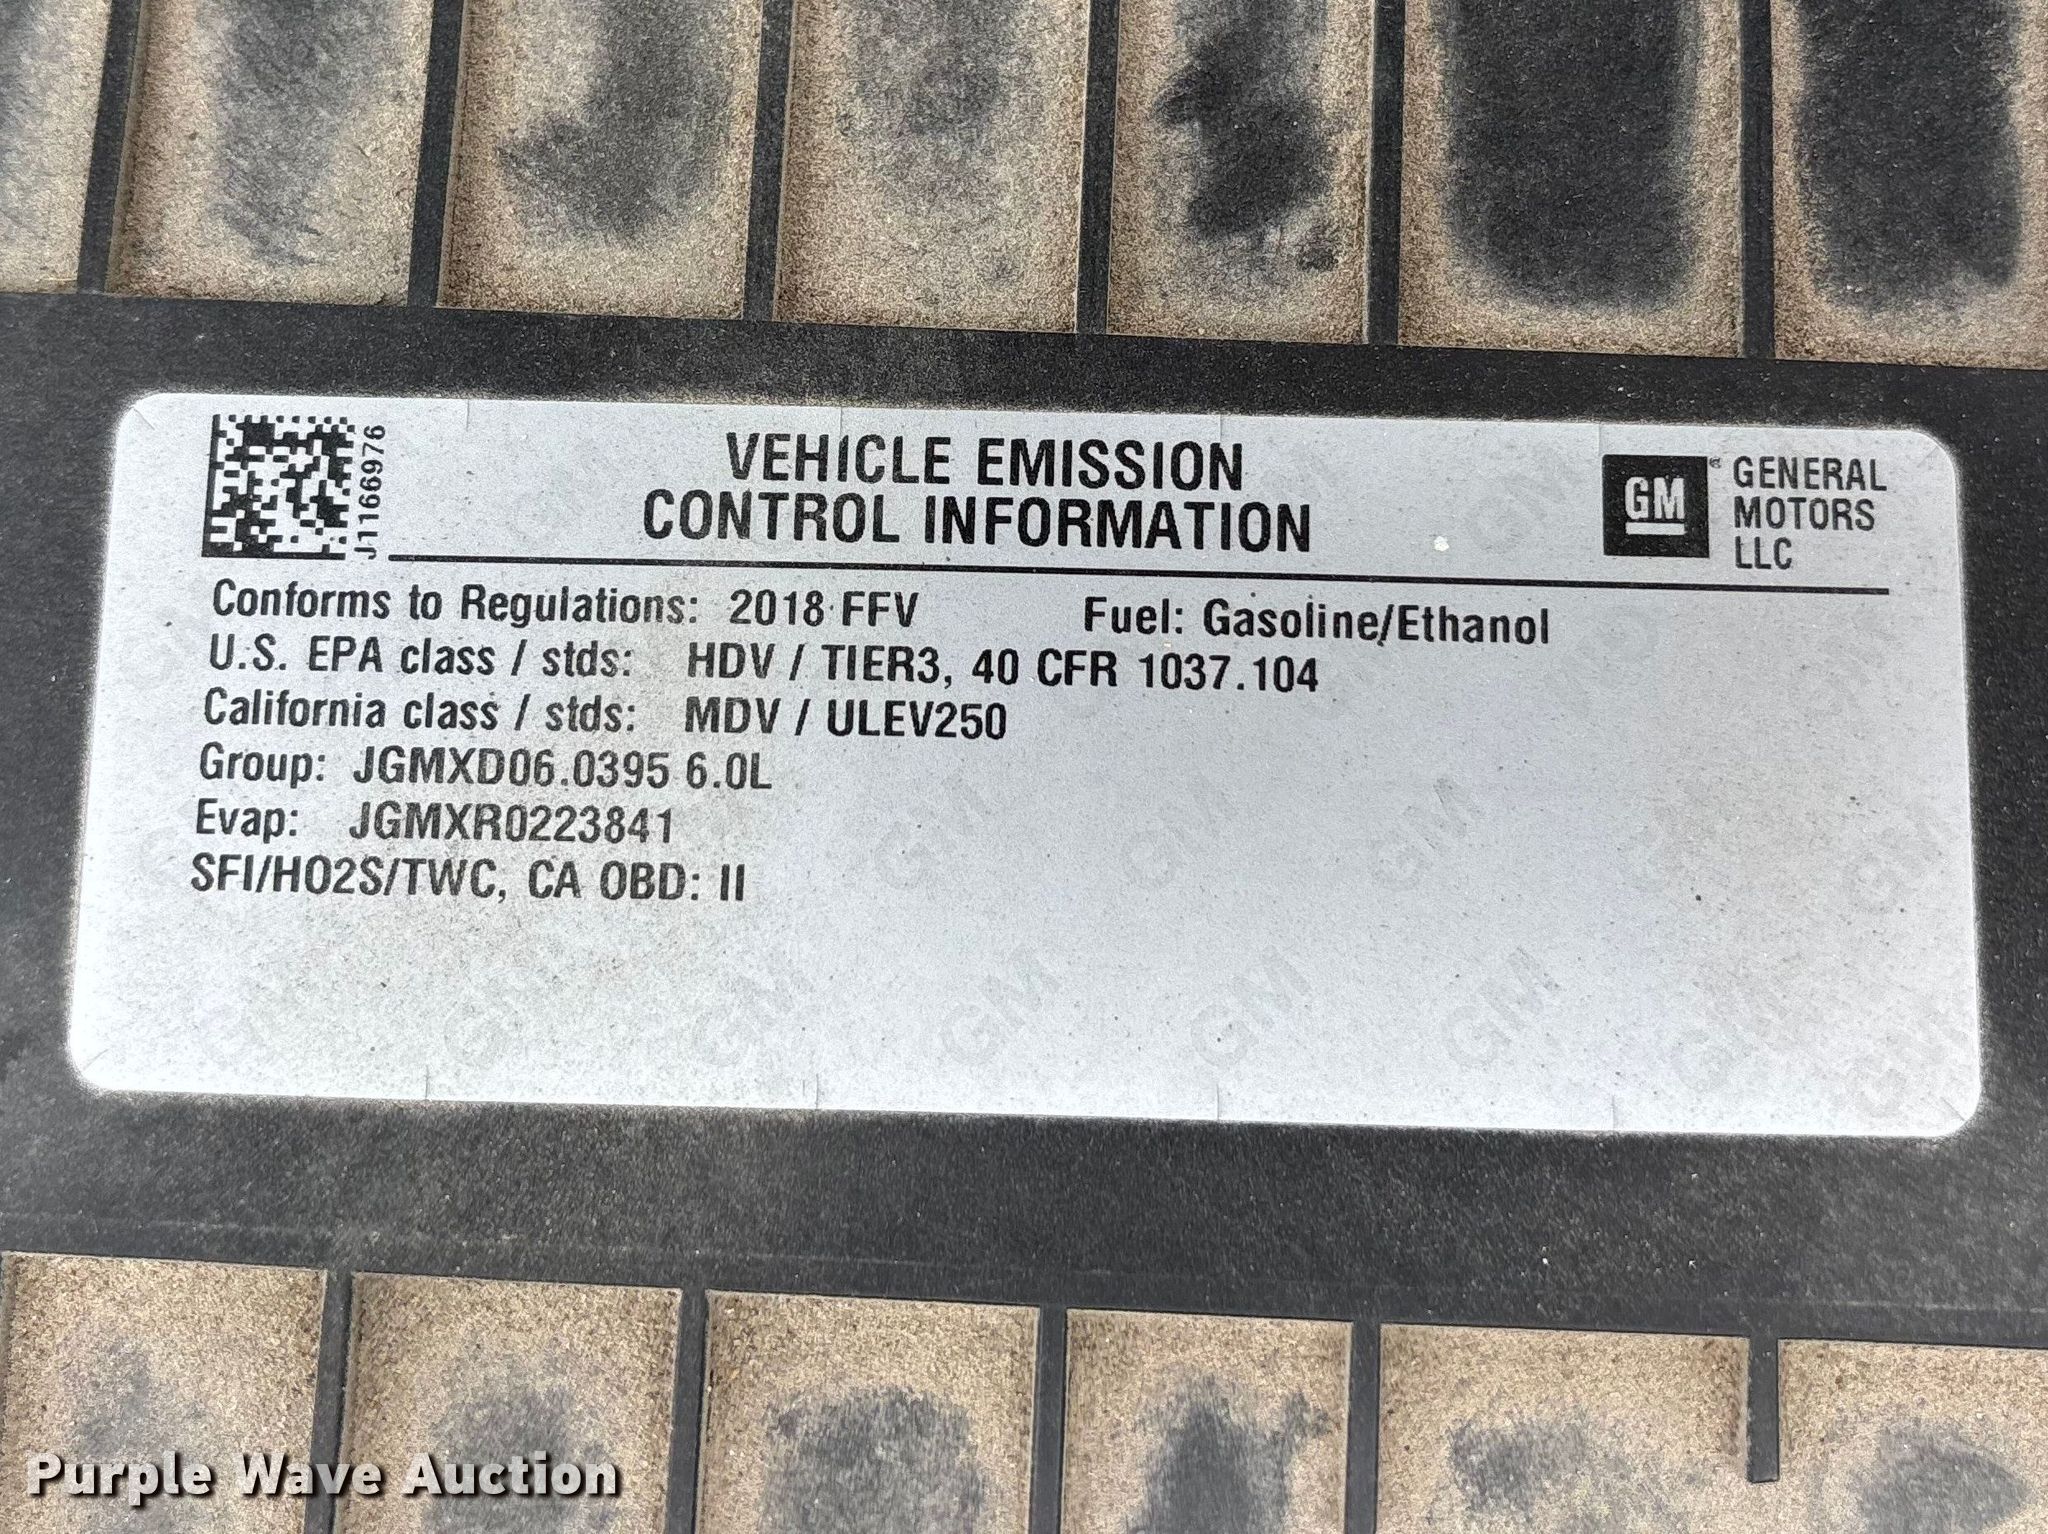 J1166976
VEHICLE EMISSION
CONTROL INFORMATION
GM
GENERAL
MOTORS
LLC
Conforms to Regulations: 2018 FFV Fuel: Gasoline/Ethanol
U.S. EPA class / stds: HDV / TIER3, 40 CFR 1037.104
California class / stds: MDV / ULEV250
Group: JGMXD06.0395 6.0L
Evap: JGMXR0223841
SFI/HO2S/TWC, CA OBD: II
Purple Wave Auction